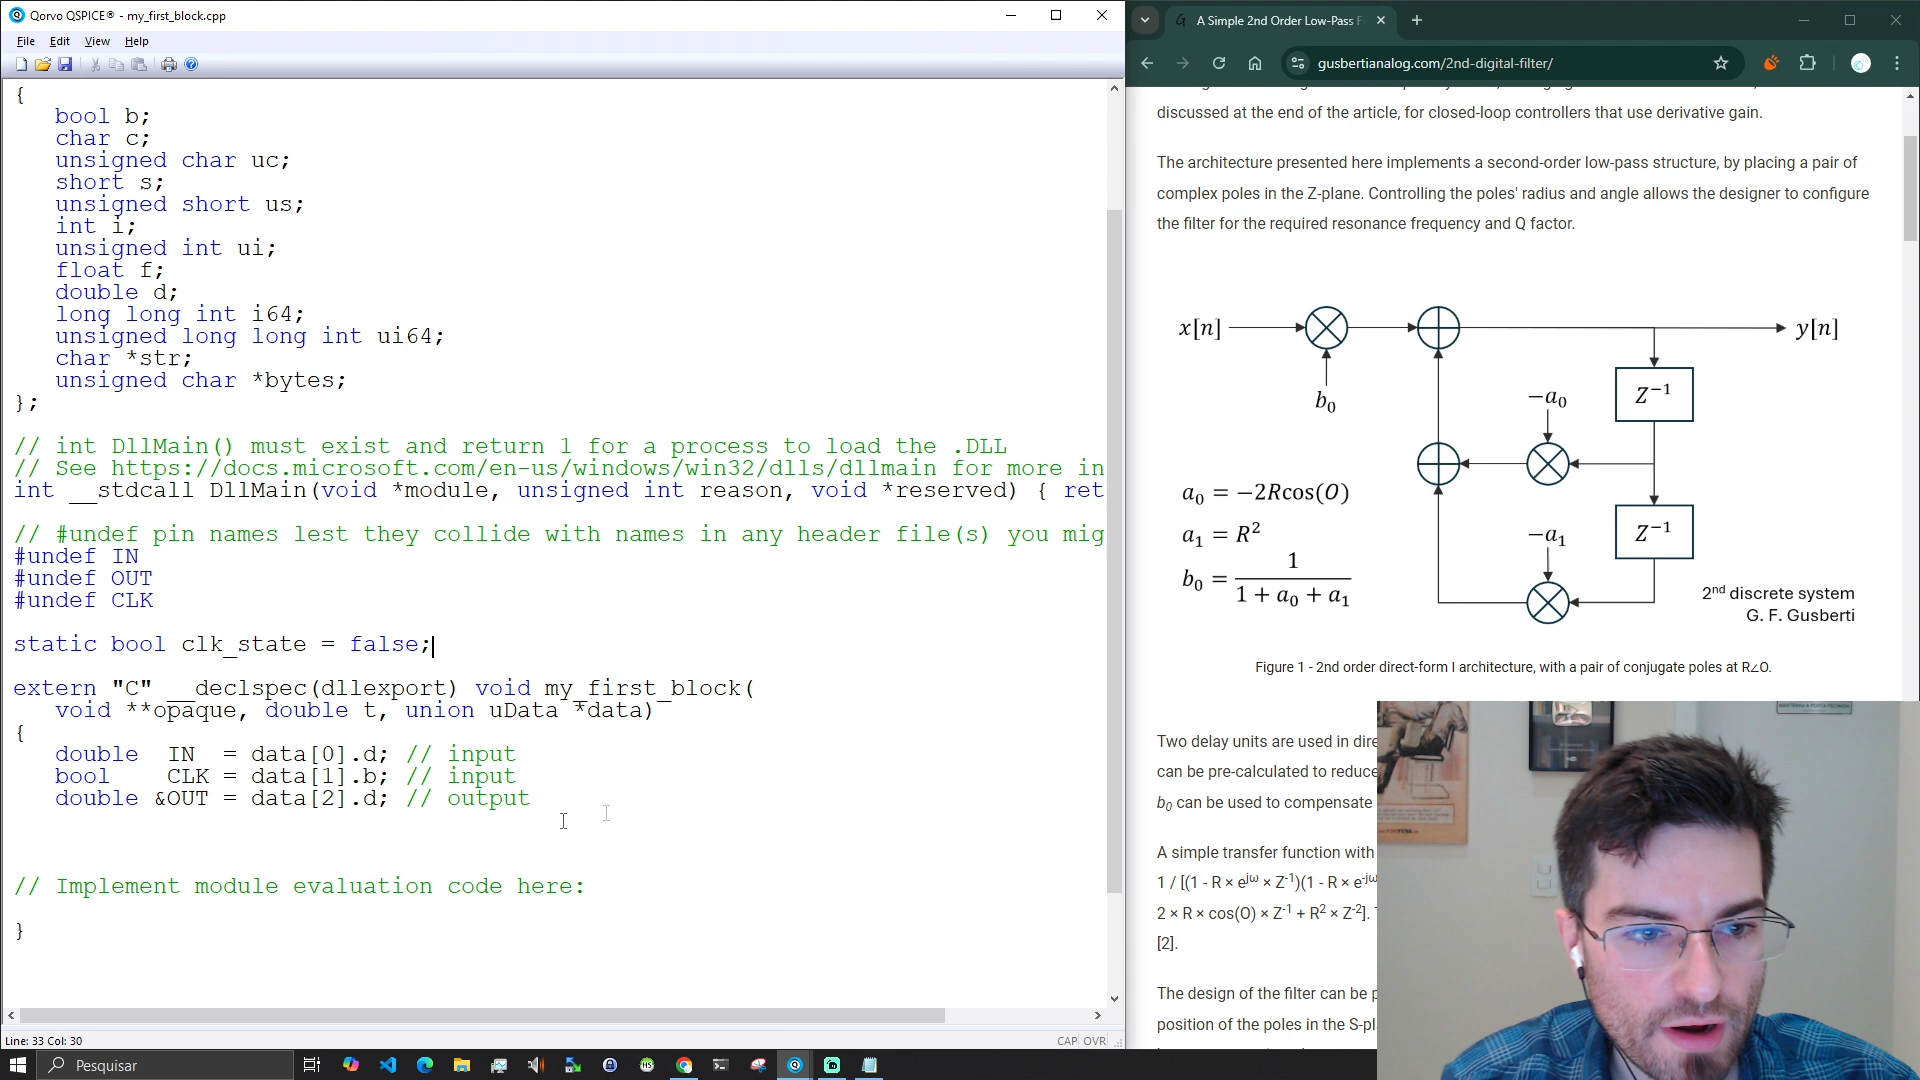 Qorvo QSPICE® - my_first_block.cpp
File Edit View Help
{
bool b;
char c;
unsigned char uc;
short s;
unsigned short us;
int i;
unsigned int ui;
float f;
double d;
long long int i64;
unsigned long long int ui64;
char *str;
unsigned char *bytes;
};
// int DllMain() must exist and return 1 for a process to load the .DLL
// See https://docs.microsoft.com/en-us/windows/win32/dlls/dllmain for more in
int __stdcall DllMain(void *module, unsigned int reason, void *reserved) { ret
// #undef pin names lest they collide with names in any header file(s) you mig
#undef IN
#undef OUT
#undef CLK
static bool clk_state = false;
extern "C" __declspec(dllexport) void my_first_block(
void **opaque, double t, union uData *data)
{
double IN = data[0].d; // input
bool CLK = data[1].b; // input
double &OUT = data[2].d; // output
// Implement module evaluation code here:
}
Line: 33 Col: 30
CAP OVR
Pesquisar
A Simple 2nd Order Low-Pass F
gusbertianalog.com/2nd-digital-filter/
discussed at the end of the article, for closed-loop controllers that use derivative gain.
The architecture presented here implements a second-order low-pass structure, by placing a pair of
complex poles in the Z-plane. Controlling the poles' radius and angle allows the designer to configure
the filter for the required resonance frequency and Q factor.
x[n]
y[n]
b₀
−a₀
Z⁻¹
a₀ = −2Rcos(O)
a₁ = R²
b₀ = 1 / (1 + a₀ + a₁)
−a₁
Z⁻¹
2ⁿᵈ discrete system
G. F. Gusberti
Figure 1 - 2nd order direct-form I architecture, with a pair of conjugate poles at R∠O.
Two delay units are used in dire
can be pre-calculated to reduce
b₀ can be used to compensate
A simple transfer function with
1 / [(1 - R × eʲω × Z⁻¹)(1 - R × e⁻ʲω
2 × R × cos(O) × Z⁻¹ + R² × Z⁻²].
[2].
The design of the filter can be p
position of the poles in the S-pl